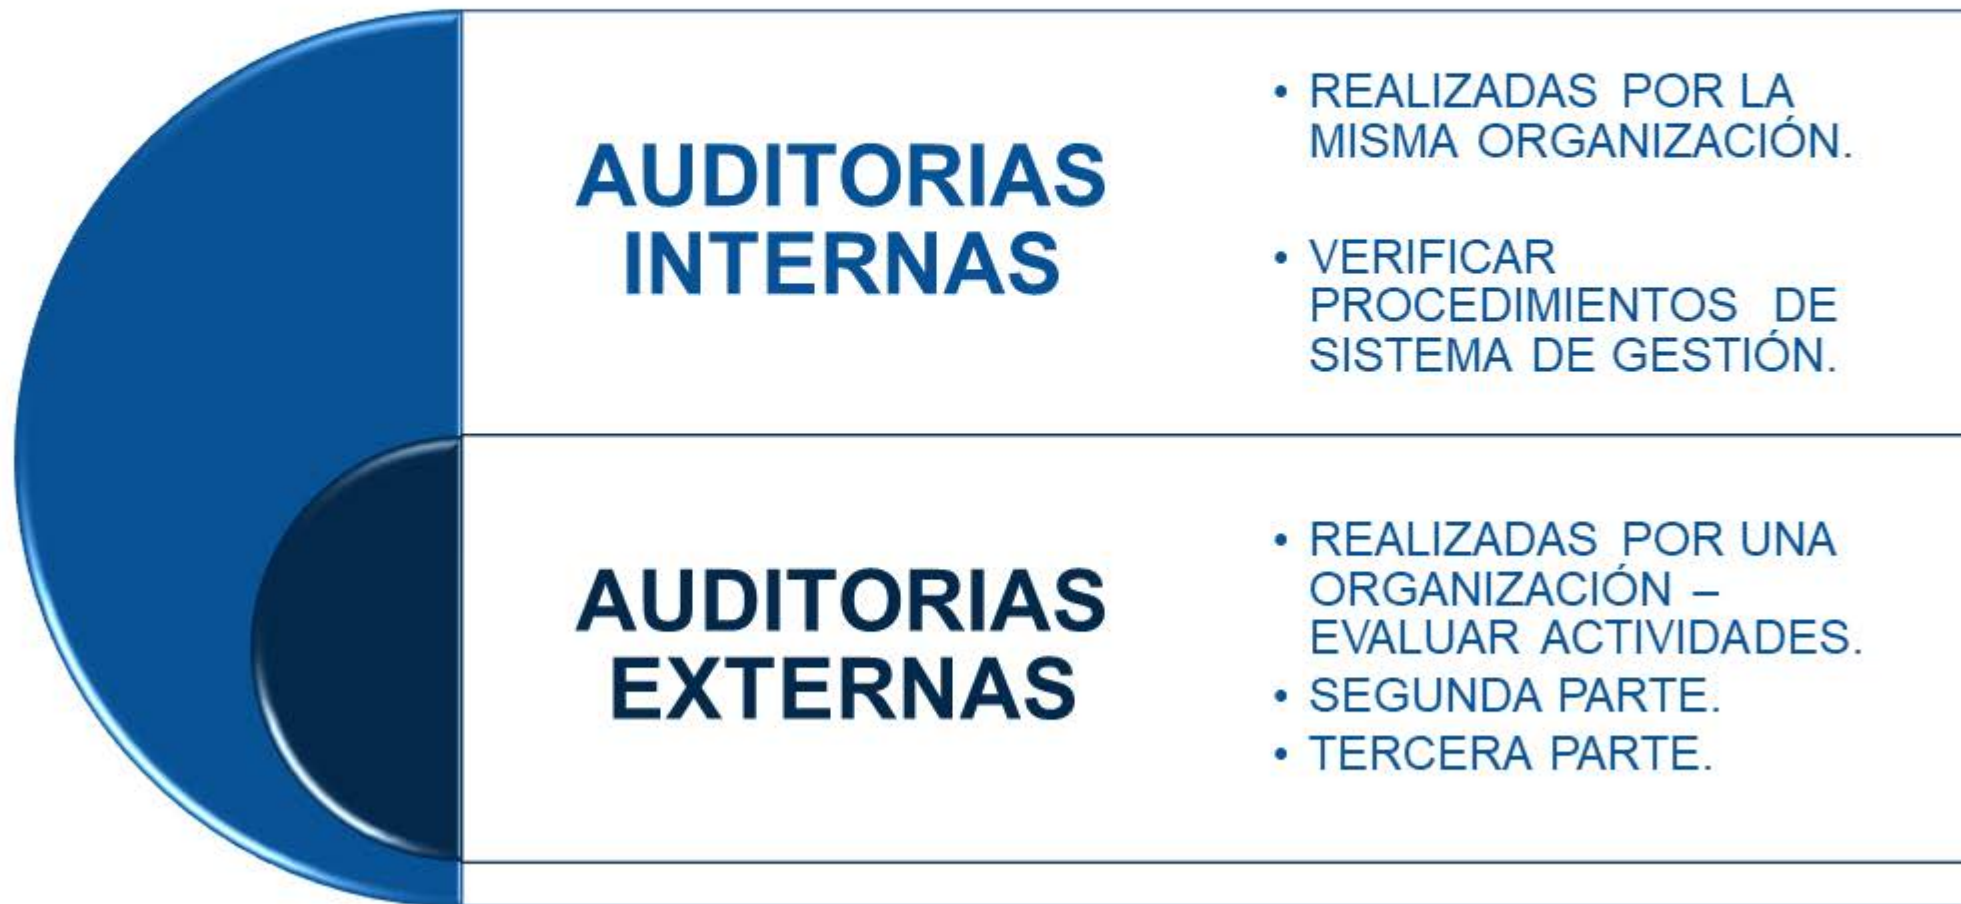 AUDITORIAS
INTERNAS
• REALIZADAS POR LA
MISMA ORGANIZACIÓN.
• VERIFICAR
PROCEDIMIENTOS DE
SISTEMA DE GESTIÓN.
AUDITORIAS
EXTERNAS
• REALIZADAS POR UNA
ORGANIZACIÓN –
EVALUAR ACTIVIDADES.
• SEGUNDA PARTE.
• TERCERA PARTE.